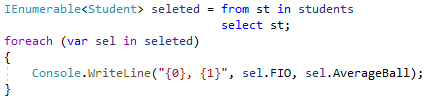 IEnumerable<Student> seleted = from st in students
select st;
foreach (var sel in seleted)
{
Console.WriteLine("{0}, {1}", sel.FIO, sel.AverageBall);
}